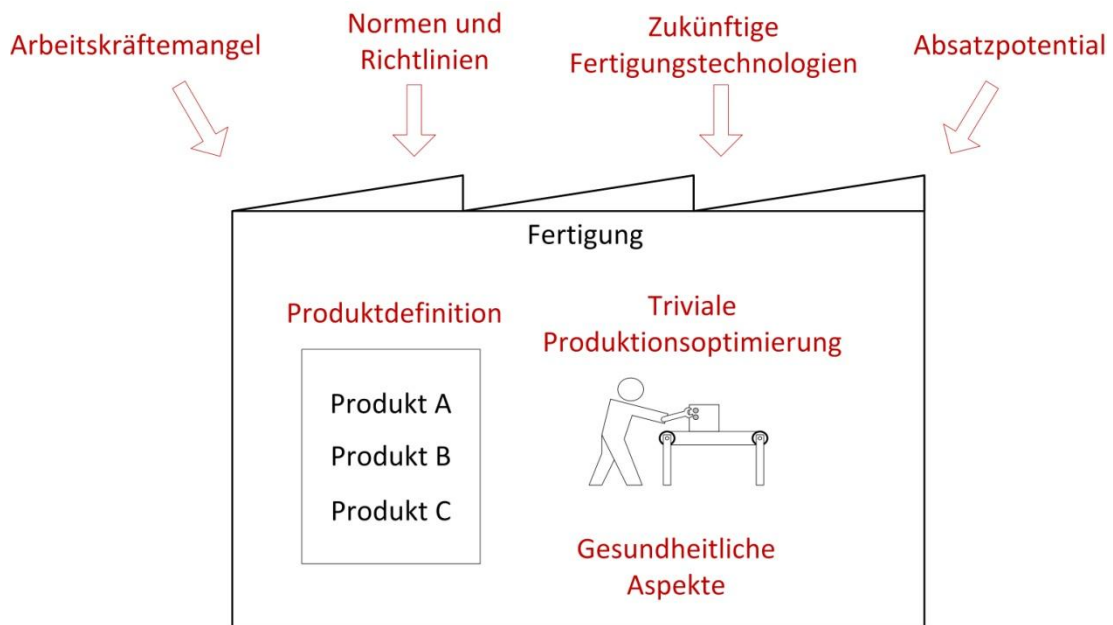 Arbeitskräftemangel
Normen und
Richtlinien
Zukünftige
Fertigungstechnologien
Absatzpotential
Fertigung
Produktdefinition
Produkt A
Produkt B
Produkt C
Triviale
Produktionsoptimierung
Gesundheitliche
Aspekte